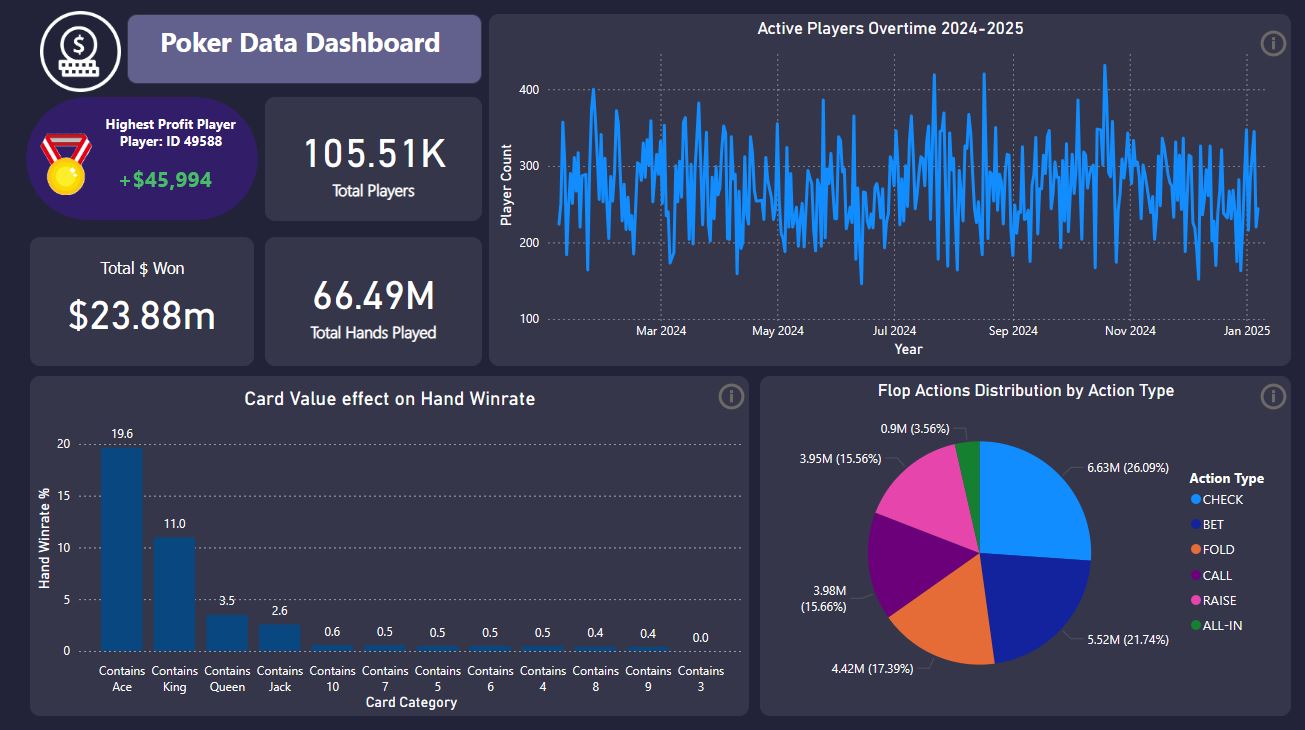 $
Poker Data Dashboard
Highest Profit Player
Player: ID 49588
+$45,994
105.51K
Total Players
Total $ Won
$23.88m
66.49M
Total Hands Played
Active Players Overtime 2024-2025
i
Player Count
400
300
200
100
Mar 2024
May 2024
Jul 2024
Sep 2024
Nov 2024
Jan 2025
Year
Card Value effect on Hand Winrate
i
Hand Winrate %
20
15
10
5
0
19.6
11.0
3.5
2.6
0.6
0.5
0.5
0.5
0.5
0.4
0.4
0.0
Contains
Ace
Contains
King
Contains
Queen
Contains
Jack
Contains
10
Contains
7
Contains
5
Contains
6
Contains
4
Contains
8
Contains
9
Contains
3
Card Category
Flop Actions Distribution by Action Type
i
0.9M (3.56%)
3.95M (15.56%)
6.63M (26.09%)
3.98M
(15.66%)
5.52M (21.74%)
4.42M (17.39%)
Action Type
CHECK
BET
FOLD
CALL
RAISE
ALL-IN